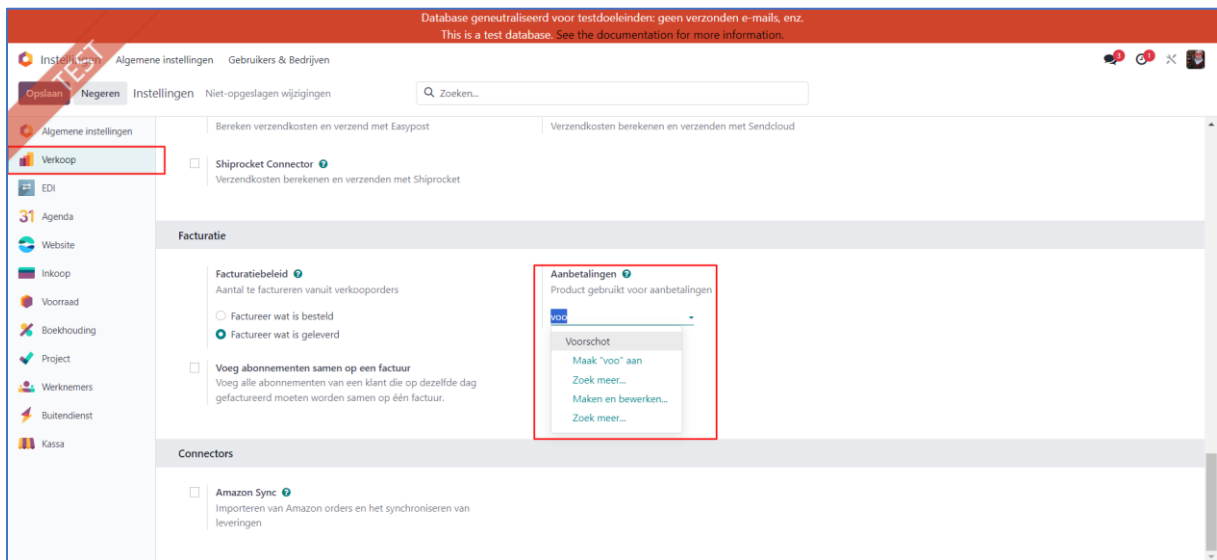 Database geneutraliseerd voor testdoeleinden: geen verzonden e-mails, enz.
This is a test database. See the documentation for more information.
TEST
Instellingen Algemene instellingen Gebruikers & Bedrijven
3 1
Opslaan Negeren Instellingen Niet-opgeslagen wijzigingen Zoeken...
Algemene instellingen
Verkoop
EDI
31 Agenda
Website
Inkoop
Voorraad
Boekhouding
Project
Werknemers
Buitendienst
Kassa
Bereken verzendkosten en verzend met Easypost
Verzendkosten berekenen en verzenden met Sendcloud
Shiprocket Connector ?
Verzendkosten berekenen en verzenden met Shiprocket
Facturatie
Facturatiebeleid ?
Aantal te factureren vanuit verkooporders
Factureer wat is besteld
Factureer wat is geleverd
Aanbetalingen ?
Product gebruikt voor aanbetalingen
voo
Voorschot
Maak "voo" aan
Zoek meer...
Maken en bewerken...
Zoek meer...
Voeg abonnementen samen op een factuur
Voeg alle abonnementen van een klant die op dezelfde dag
gefactureerd moeten worden samen op één factuur.
Connectors
Amazon Sync ?
Importeren van Amazon orders en het synchroniseren van
leveringen